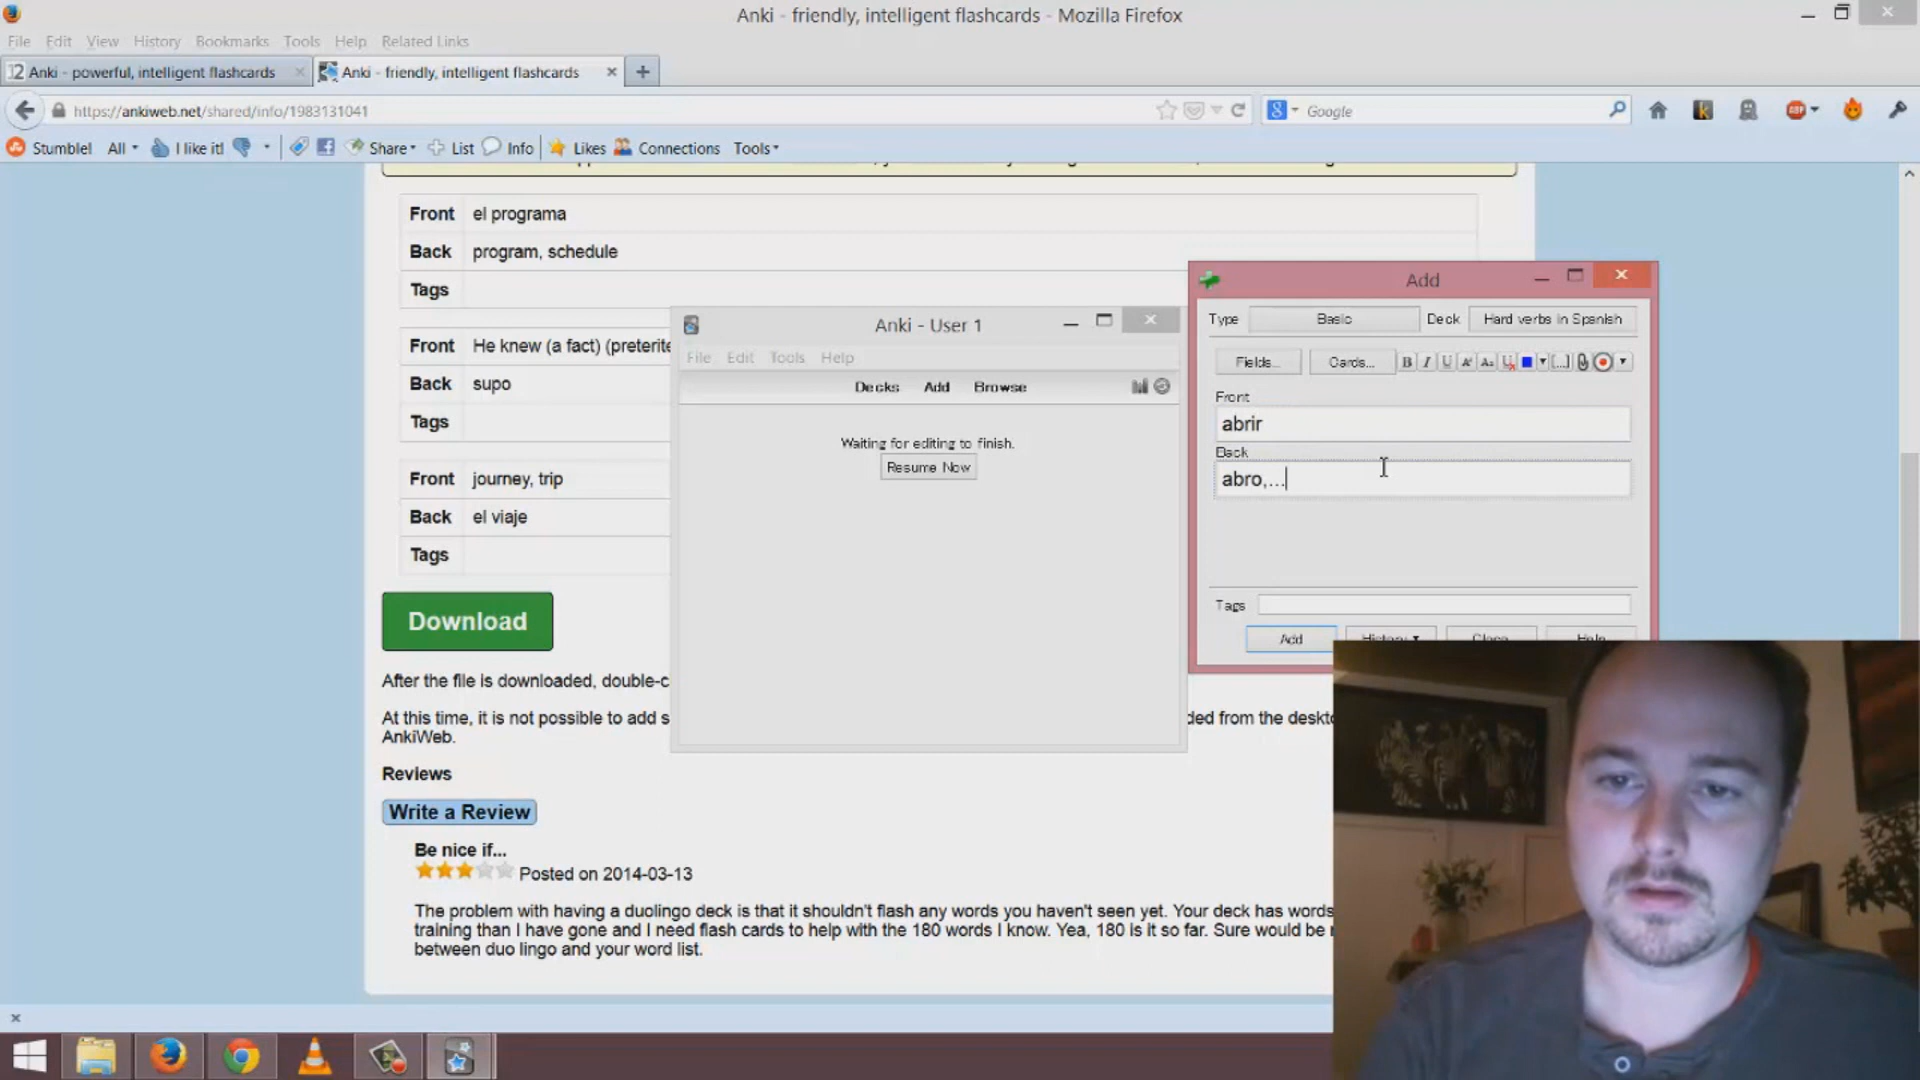 Anki - friendly, intelligent flashcards - Mozilla Firefox
File Edit View History Bookmarks Tools Help Related Links
12 Anki - powerful, intelligent flashcards × Anki - friendly, intelligent flashcards × +
https://ankiweb.net/shared/info/1983131041
8 Google
Stumble! All I like it! Share List Info Likes Connections Tools
Front el programa
Back program, schedule
Tags
Front He knew (a fact) (preterite
Back supo
Tags
Front journey, trip
Back el viaje
Tags
Download
After the file is downloaded, double-c
At this time, it is not possible to add s
ded from the deskto
AnkiWeb.
Reviews
Write a Review
Be nice if...
Posted on 2014-03-13
The problem with having a duolingo deck is that it shouldn't flash any words you haven't seen yet. Your deck has words
training than I have gone and I need flash cards to help with the 180 words I know. Yea, 180 is it so far. Sure would be
between duo lingo and your word list.
Anki - User 1
File Edit Tools Help
Decks Add Browse
Waiting for editing to finish.
Resume Now
Add
Type Basic Deck Hard verbs in Spanish
Fields... Cards... B I U
Front
abrir
Back
abro,...
Tags
Add History Close Help